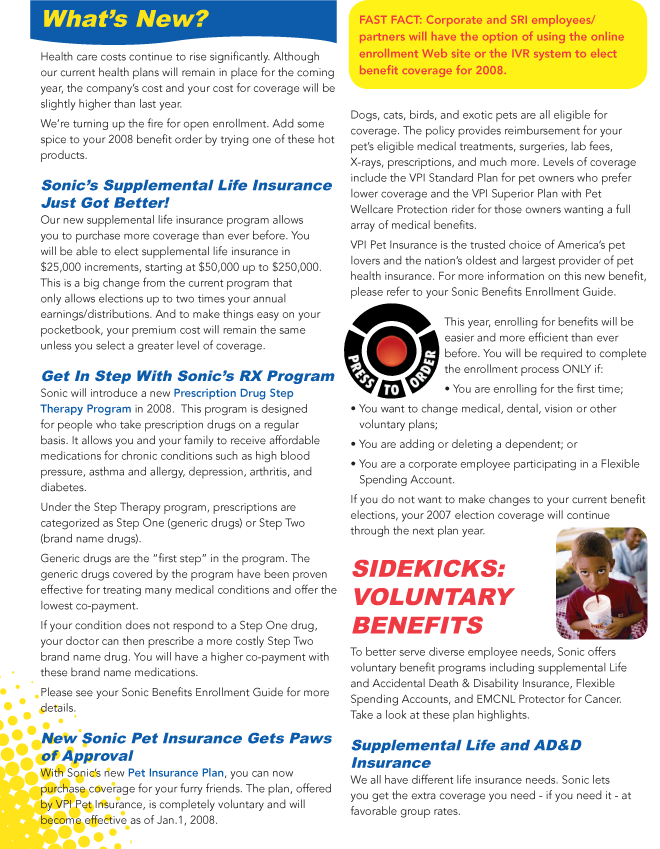 What's New?
Health care costs continue to rise significantly. Although
our current health plans will remain in place for the coming
year, the company's cost and your cost for coverage will be
slightly higher than last year.
We're turning up the fire for open enrollment. Add some
spice to your 2008 benefit order by trying one of these hot
products.
Sonic's Supplemental Life Insurance
Just Got Better!
Our new supplemental life insurance program allows
you to purchase more coverage than ever before. You
will be able to elect supplemental life insurance in
$25,000 increments, starting at $50,000 up to $250,000.
This is a big change from the current program that
only allows elections up to two times your annual
earnings/distributions. And to make things easy on your
pocketbook, your premium cost will remain the same
unless you select a greater level of coverage.
Get In Step With Sonic's RX Program
Sonic will introduce a new Prescription Drug Step
Therapy Program in 2008.  This program is designed
for people who take prescription drugs on a regular
basis. It allows you and your family to receive affordable
medications for chronic conditions such as high blood
pressure, asthma and allergy, depression, arthritis, and
diabetes.
Under the Step Therapy program, prescriptions are
categorized as Step One (generic drugs) or Step Two
(brand name drugs).
Generic drugs are the "first step" in the program. The
generic drugs covered by the program have been proven
effective for treating many medical conditions and offer the
lowest co-payment.
If your condition does not respond to a Step One drug,
your doctor can then prescribe a more costly Step Two
brand name drug. You will have a higher co-payment with
these brand name medications.
Please see your Sonic Benefits Enrollment Guide for more
details.
New Sonic Pet Insurance Gets Paws
of Approval
With Sonic's new Pet Insurance Plan, you can now
purchase coverage for your furry friends. The plan, offered
by VPI Pet Insurance, is completely voluntary and will
become effective as of Jan.1, 2008.
FAST FACT: Corporate and SRI employees/
partners will have the option of using the online
enrollment Web site or the IVR system to elect
benefit coverage for 2008.
Dogs, cats, birds, and exotic pets are all eligible for
coverage. The policy provides reimbursement for your
pet's eligible medical treatments, surgeries, lab fees,
X-rays, prescriptions, and much more. Levels of coverage
include the VPI Standard Plan for pet owners who prefer
lower coverage and the VPI Superior Plan with Pet
Wellcare Protection rider for those owners wanting a full
array of medical benefits.
VPI Pet Insurance is the trusted choice of America's pet
lovers and the nation's oldest and largest provider of pet
health insurance. For more information on this new benefit,
please refer to your Sonic Benefits Enrollment Guide.
PRESS TO ORDER
This year, enrolling for benefits will be
easier and more efficient than ever
before. You will be required to complete
the enrollment process ONLY if:
• You are enrolling for the first time;
• You want to change medical, dental, vision or other
voluntary plans;
• You are adding or deleting a dependent; or
• You are a corporate employee participating in a Flexible
Spending Account.
If you do not want to make changes to your current benefit
elections, your 2007 election coverage will continue
through the next plan year.
SIDEKICKS:
VOLUNTARY
BENEFITS
To better serve diverse employee needs, Sonic offers
voluntary benefit programs including supplemental Life
and Accidental Death & Disability Insurance, Flexible
Spending Accounts, and EMCNL Protector for Cancer.
Take a look at these plan highlights.
Supplemental Life and AD&D
Insurance
We all have different life insurance needs. Sonic lets
you get the extra coverage you need - if you need it - at
favorable group rates.